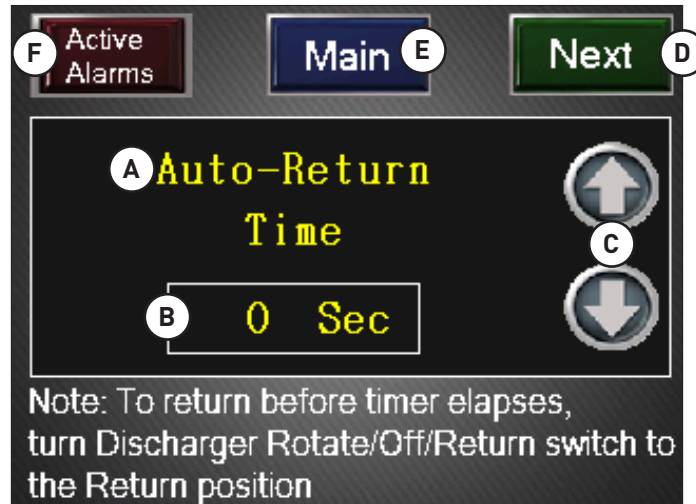 F
Active
Alarms
Main
E
Next
D
A
Auto-Return
Time
C
B
0 Sec
Note: To return before timer elapses,
turn Discharger Rotate/Off/Return switch to
the Return position